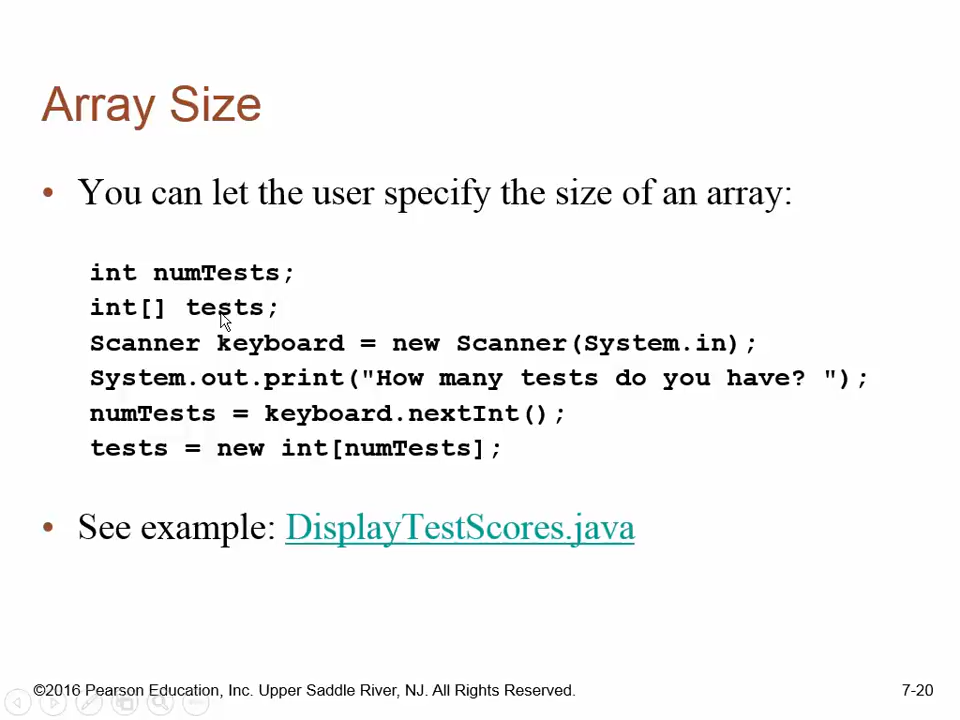 Array Size
• You can let the user specify the size of an array:
int numTests;
int[] tests;
Scanner keyboard = new Scanner(System.in);
System.out.print("How many tests do you have? ");
numTests = keyboard.nextInt();
tests = new int[numTests];
• See example: DisplayTestScores.java
©2016 Pearson Education, Inc. Upper Saddle River, NJ. All Rights Reserved.
7-20